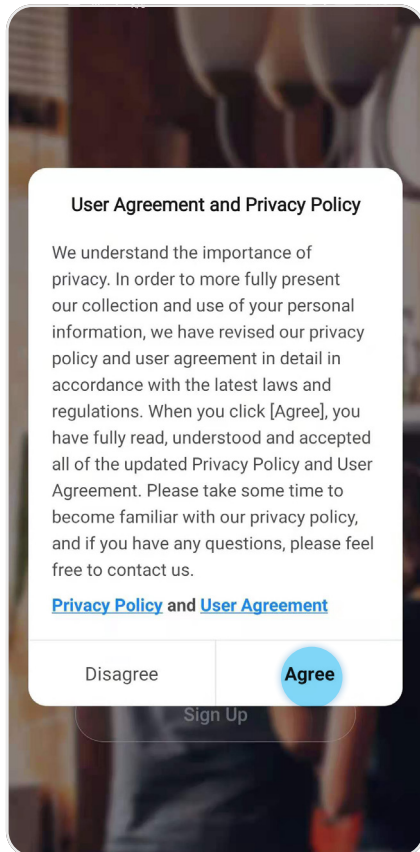 User Agreement and Privacy Policy
We understand the importance of
privacy. In order to more fully present
our collection and use of your personal
information, we have revised our privacy
policy and user agreement in detail in
accordance with the latest laws and
regulations. When you click [Agree], you
have fully read, understood and accepted
all of the updated Privacy Policy and User
Agreement. Please take some time to
become familiar with our privacy policy,
and if you have any questions, please feel
free to contact us.
Privacy Policy and User Agreement
Disagree
Agree
Sign Up